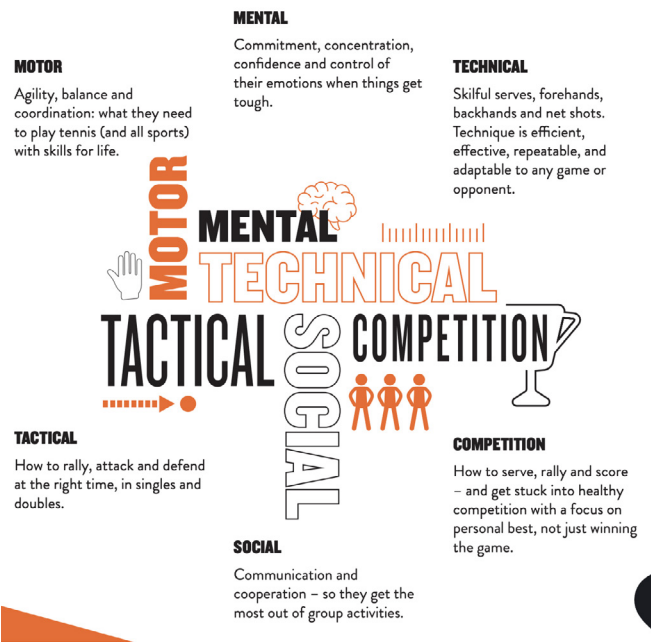 MENTAL
Commitment, concentration,
confidence and control of
their emotions when things get
tough.
MOTOR
Agility, balance and
coordination: what they need
to play tennis (and all sports)
with skills for life.
TECHNICAL
Skilful serves, forehands,
backhands and net shots.
Technique is efficient,
effective, repeatable, and
adaptable to any game or
opponent.
MOTOR
MENTAL
TECHNICAL
TACTICAL
SOCIAL
COMPETITION
TACTICAL
How to rally, attack and defend
at the right time, in singles and
doubles.
COMPETITION
How to serve, rally and score
– and get stuck into healthy
competition with a focus on
personal best, not just winning
the game.
SOCIAL
Communication and
cooperation – so they get the
most out of group activities.